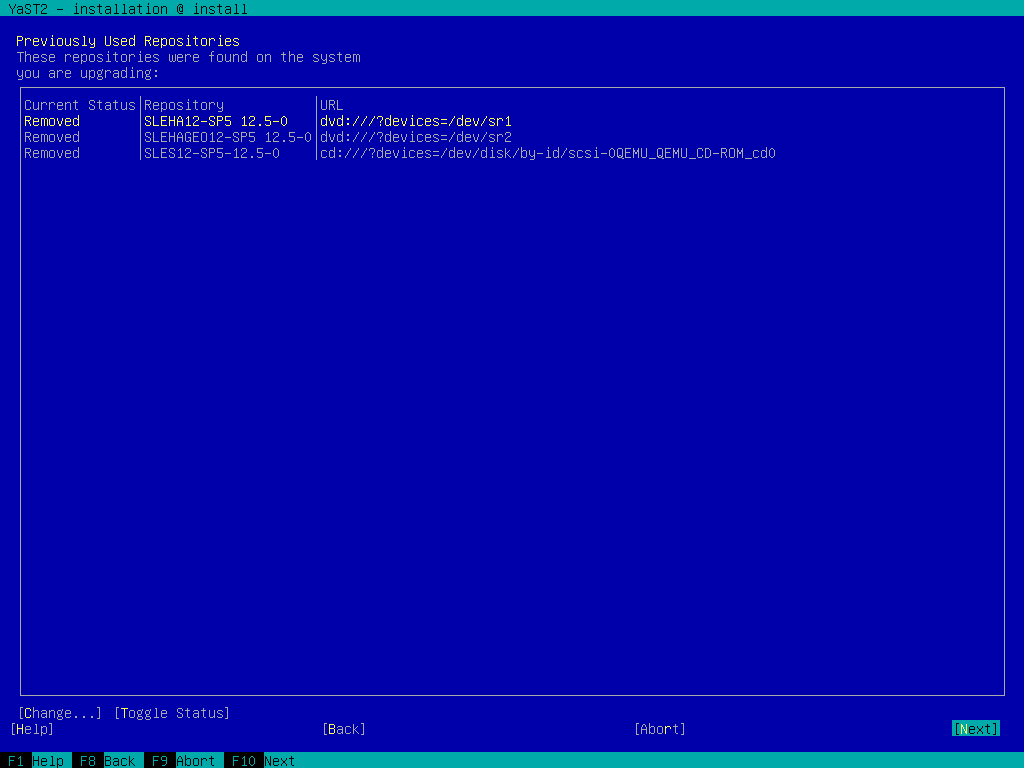 YaST2 - installation @ install
Previously Used Repositories
These repositories were found on the system
you are upgrading:
Current Status|Repository |URL
Removed |SLEHA12-SP5 12.5-0 |dvd:///?devices=/dev/sr1
Removed |SLEHAGEO12-SP5 12.5-0|dvd:///?devices=/dev/sr2
Removed |SLES12-SP5-12.5-0 |cd:///?devices=/dev/disk/by-id/scsi-0QEMU_QEMU_CD-ROM_cd0
[Change...] [Toggle Status]
[Help] [Back] [Abort] [Next]
F1 Help F8 Back F9 Abort F10 Next